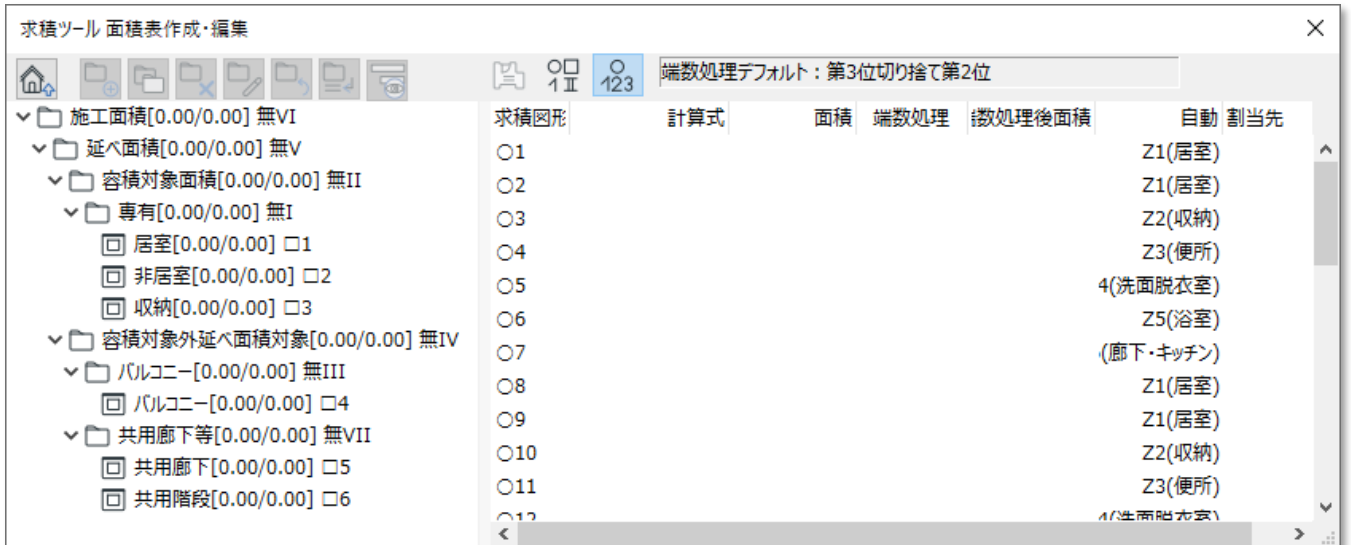 求積ツール 面積表作成・編集
123
端数処理デフォルト：第3位切り捨て第2位
施工面積[0.00/0.00] 無VI
延べ面積[0.00/0.00] 無V
容積対象面積[0.00/0.00] 無II
専有[0.00/0.00] 無I
居室[0.00/0.00] □1
非居室[0.00/0.00] □2
収納[0.00/0.00] □3
容積対象外延べ面積対象[0.00/0.00] 無IV
バルコニー[0.00/0.00] 無III
バルコニー[0.00/0.00] □4
共用廊下等[0.00/0.00] 無VII
共用廊下[0.00/0.00] □5
共用階段[0.00/0.00] □6
求積図形 計算式 面積 端数処理 数処理後面積 自動 割当先
○1 Z1(居室)
○2 Z1(居室)
○3 Z2(収納)
○4 Z3(便所)
○5 4(洗面脱衣室)
○6 Z5(浴室)
○7 (廊下・キッチン)
○8 Z1(居室)
○9 Z1(居室)
○10 Z2(収納)
○11 Z3(便所)
○12 4(洗面脱衣室)